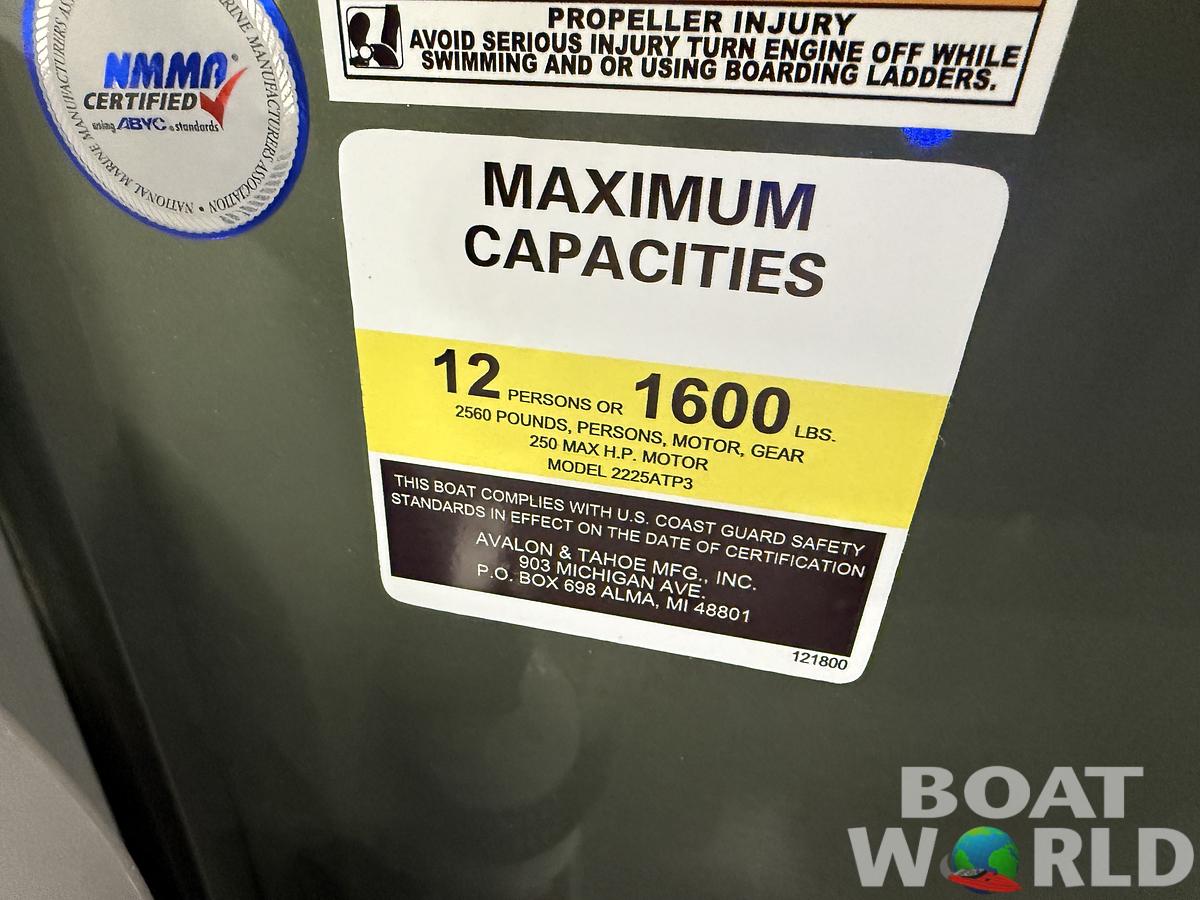 PROPELLER INJURY
AVOID SERIOUS INJURY TURN ENGINE OFF WHILE
SWIMMING AND OR USING BOARDING LADDERS.
NMMA®
CERTIFIED
using ABYC® standards
NATIONAL MARINE MANUFACTURERS ASSOCIATION •
MAXIMUM
CAPACITIES
12 PERSONS OR 1600 LBS.
2560 POUNDS, PERSONS, MOTOR, GEAR
250 MAX H.P. MOTOR
MODEL 2225ATP3
THIS BOAT COMPLIES WITH U.S. COAST GUARD SAFETY
STANDARDS IN EFFECT ON THE DATE OF CERTIFICATION
AVALON & TAHOE MFG., INC.
903 MICHIGAN AVE.
P.O. BOX 698 ALMA, MI 48801
121800
BOAT
WORLD